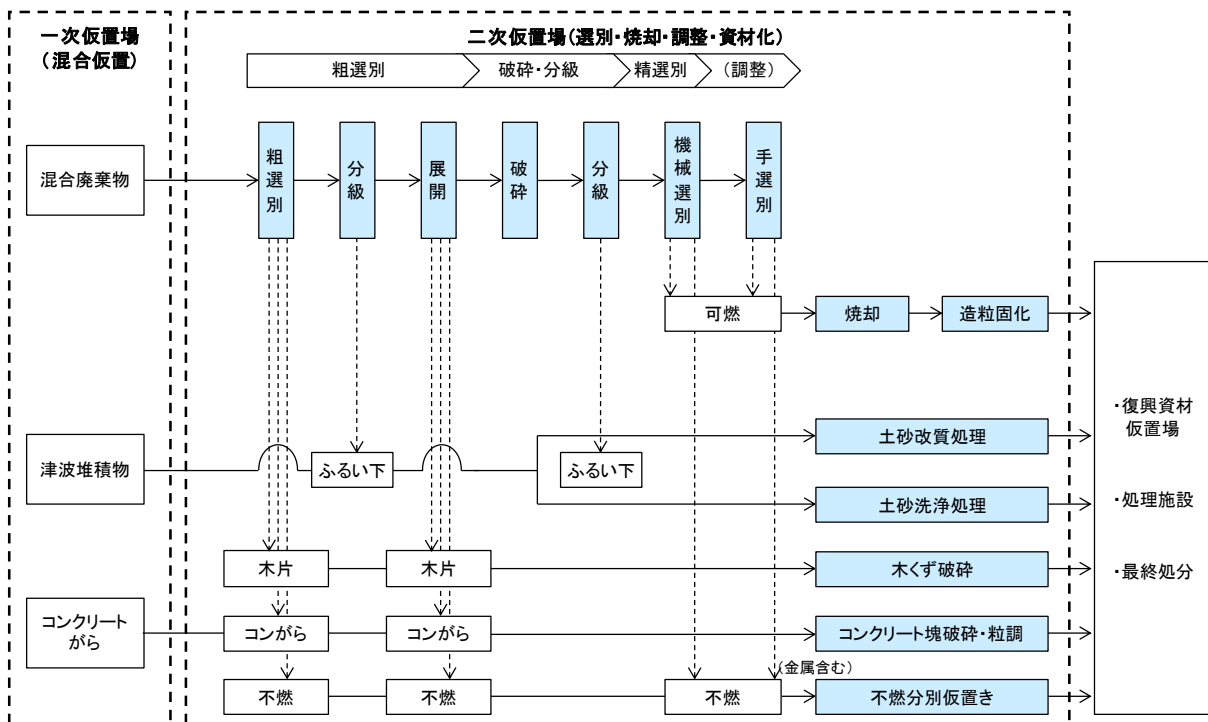 一次仮置場
（混合仮置）
二次仮置場（選別・焼却・調整・資材化）
粗選別
破砕・分級
精選別
（調整）
混合廃棄物
粗選別
分級
展開
破砕
分級
機械選別
手選別
可燃
焼却
造粒固化
津波堆積物
ふるい下
ふるい下
土砂改質処理
土砂洗浄処理
木片
木片
木くず破砕
コンクリート
がら
コンがら
コンがら
コンクリート塊破砕・粒調
（金属含む）
不燃
不燃
不燃
不燃分別仮置き
・復興資材
仮置場
・処理施設
・最終処分